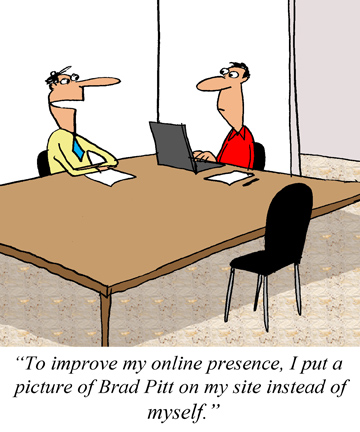 “To improve my online presence, I put a
picture of Brad Pitt on my site instead of
myself.”